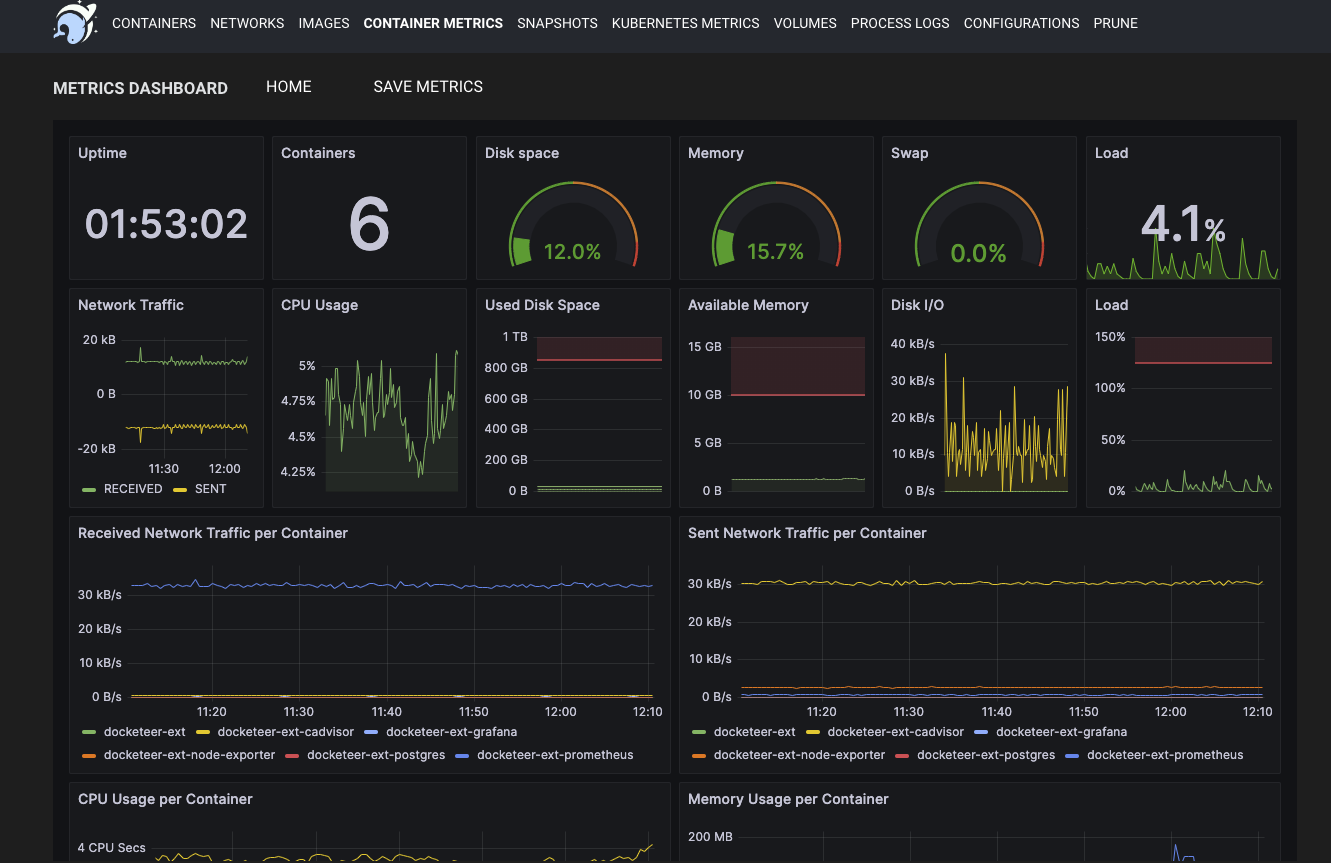 CONTAINERS NETWORKS IMAGES CONTAINER METRICS SNAPSHOTS KUBERNETES METRICS VOLUMES PROCESS LOGS CONFIGURATIONS PRUNE
METRICS DASHBOARD HOME SAVE METRICS
Uptime
01:53:02
Containers
6
Disk space
12.0%
Memory
15.7%
Swap
0.0%
Load
4.1%
Network Traffic
20 kB
0 B
-20 kB
11:30 12:00
RECEIVED SENT
CPU Usage
5%
4.75%
4.5%
4.25%
Used Disk Space
1 TB
800 GB
600 GB
400 GB
200 GB
0 B
Available Memory
15 GB
10 GB
5 GB
0 B
Disk I/O
40 kB/s
30 kB/s
20 kB/s
10 kB/s
0 B/s
Load
150%
100%
50%
0%
Received Network Traffic per Container
30 kB/s
20 kB/s
10 kB/s
0 B/s
11:20 11:30 11:40 11:50 12:00 12:10
docketeer-ext docketeer-ext-cadvisor docketeer-ext-grafana
docketeer-ext-node-exporter docketeer-ext-postgres docketeer-ext-prometheus
Sent Network Traffic per Container
30 kB/s
20 kB/s
10 kB/s
0 B/s
11:20 11:30 11:40 11:50 12:00 12:10
docketeer-ext docketeer-ext-cadvisor docketeer-ext-grafana
docketeer-ext-node-exporter docketeer-ext-postgres docketeer-ext-prometheus
CPU Usage per Container
4 CPU Secs
Memory Usage per Container
200 MB